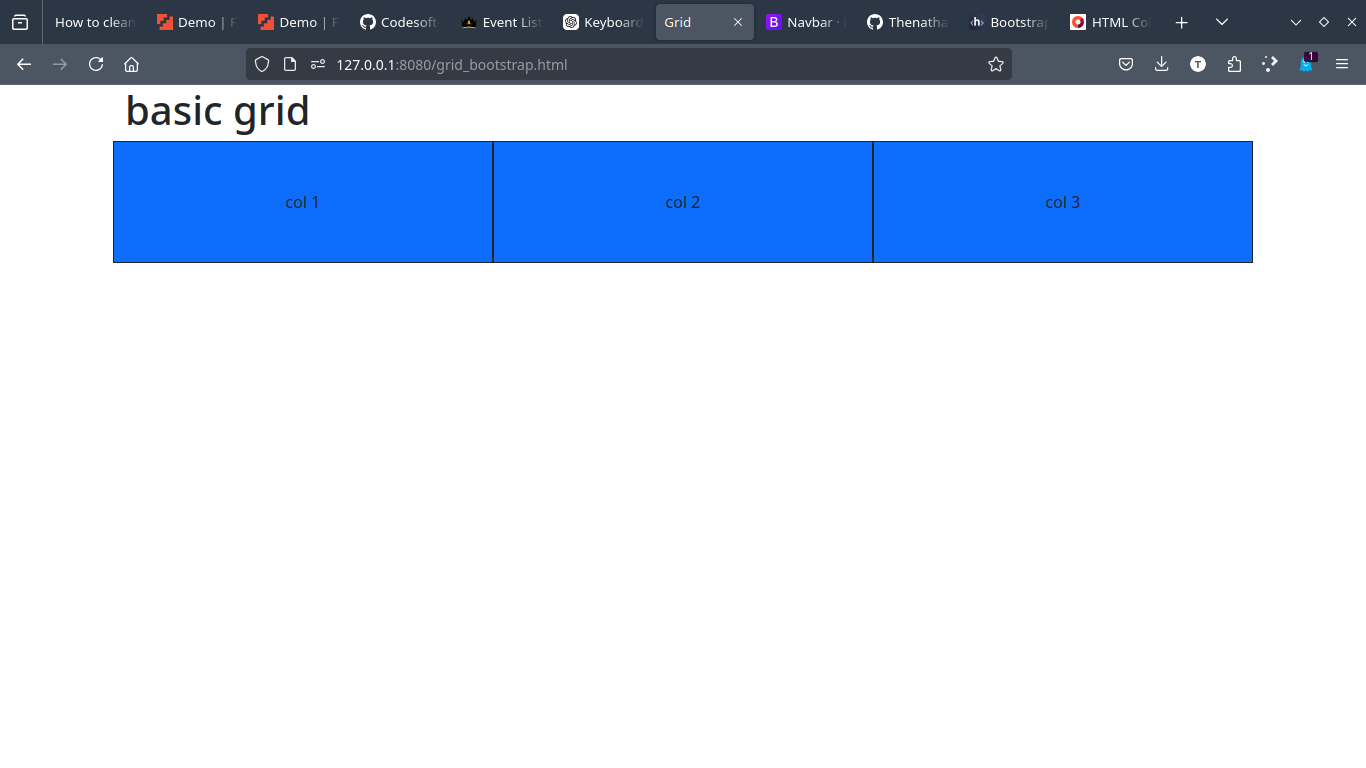 How to clean Demo | F Demo | F Codesoft Event List Keyboard Grid B Navbar · Thenatha h Bootstrap HTML Co
127.0.0.1:8080/grid_bootstrap.html T 1
basic grid
col 1 col 2 col 3